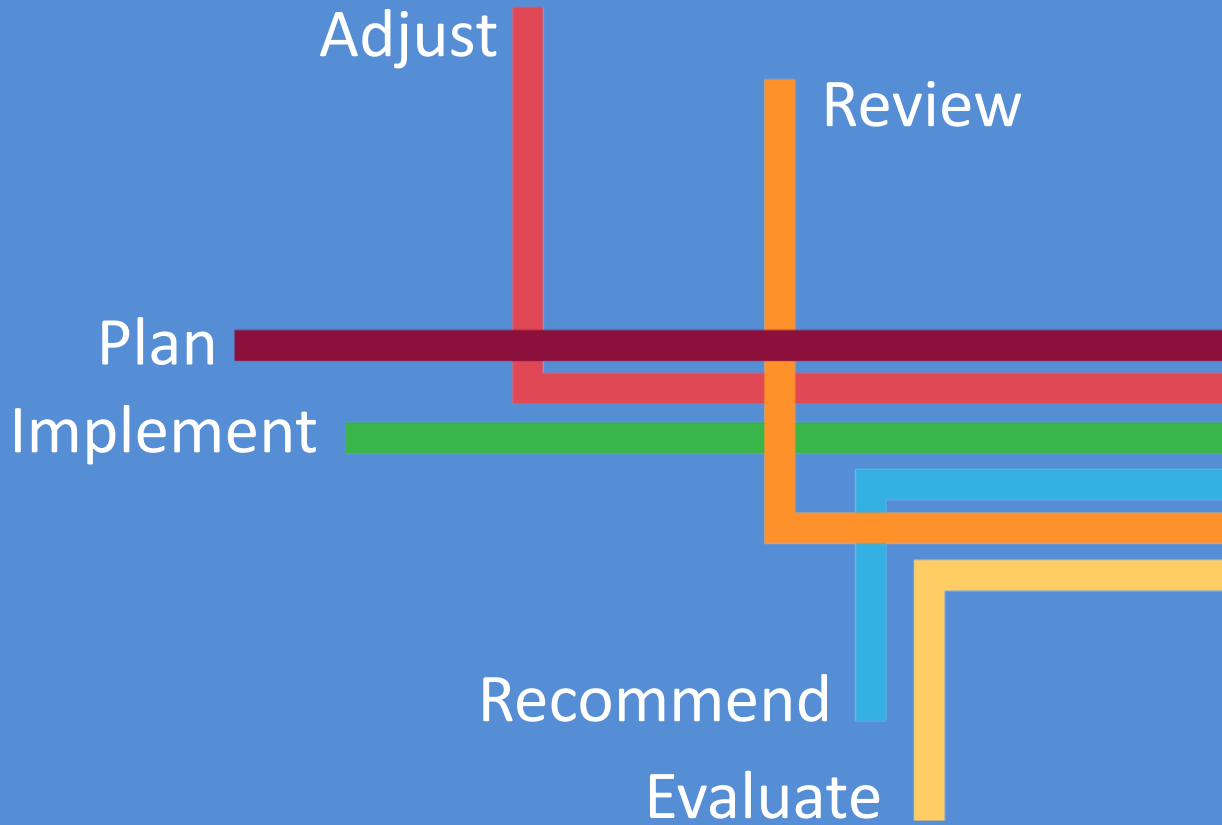 Adjust
Review
Plan
Implement
Recommend
Evaluate